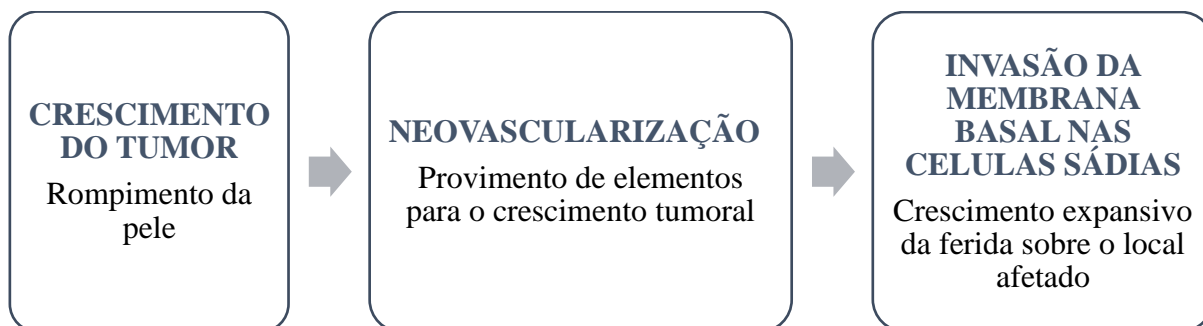 CRESCIMENTO
DO TUMOR
Rompimento da
pele
NEOVASCULARIZAÇÃO
Provimento de elementos
para o crescimento tumoral
INVASÃO DA
MEMBRANA
BASAL NAS
CELULAS SÁDIAS
Crescimento expansivo
da ferida sobre o local
afetado